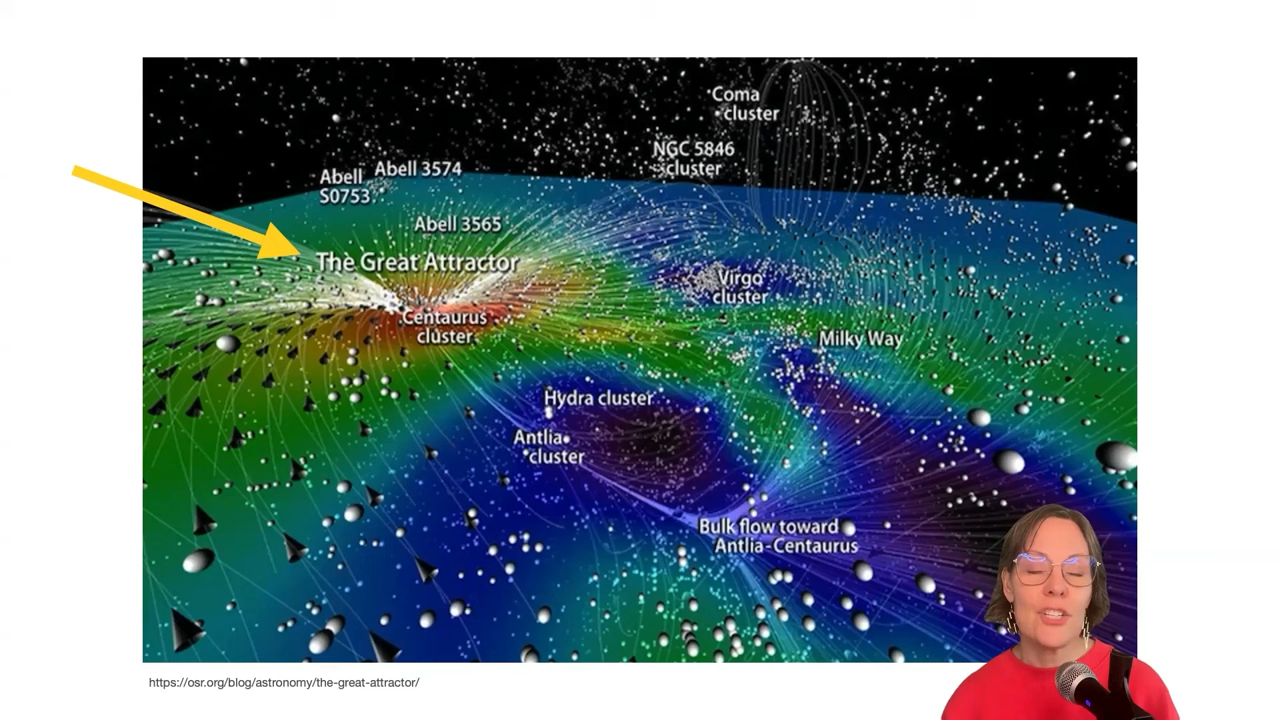 Coma
cluster
NGC 5846
cluster
Abell
S0753
Abell 3574
Abell 3565
The Great Attractor
Virgo
cluster
Centaurus
cluster
Milky Way
Hydra cluster
Antlia
cluster
Bulk flow toward
Antlia-Centaurus
https://osr.org/blog/astronomy/the-great-attractor/